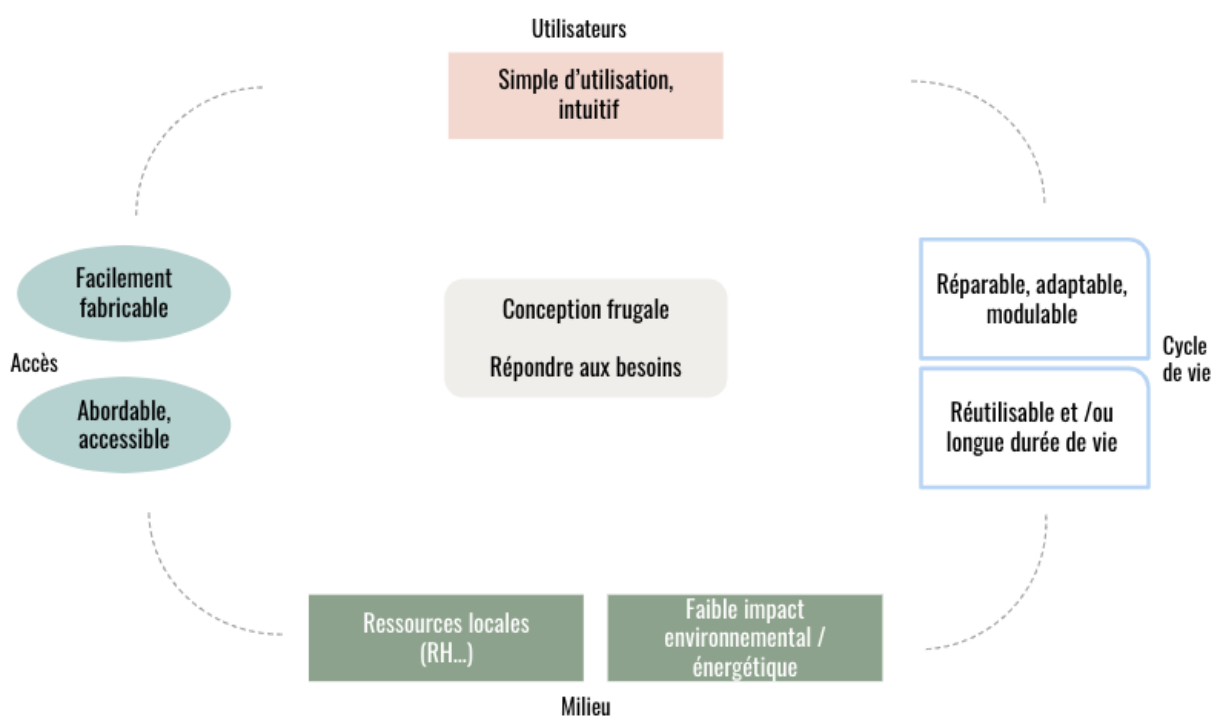 Utilisateurs
Simple d’utilisation,
intuitif
Facilement
fabricable
Accès
Abordable,
accessible
Conception frugale
Répondre aux besoins
Réparable, adaptable,
modulable
Cycle
de vie
Réutilisable et /ou
longue durée de vie
Ressources locales
(RH...)
Faible impact
environnemental /
énergétique
Milieu